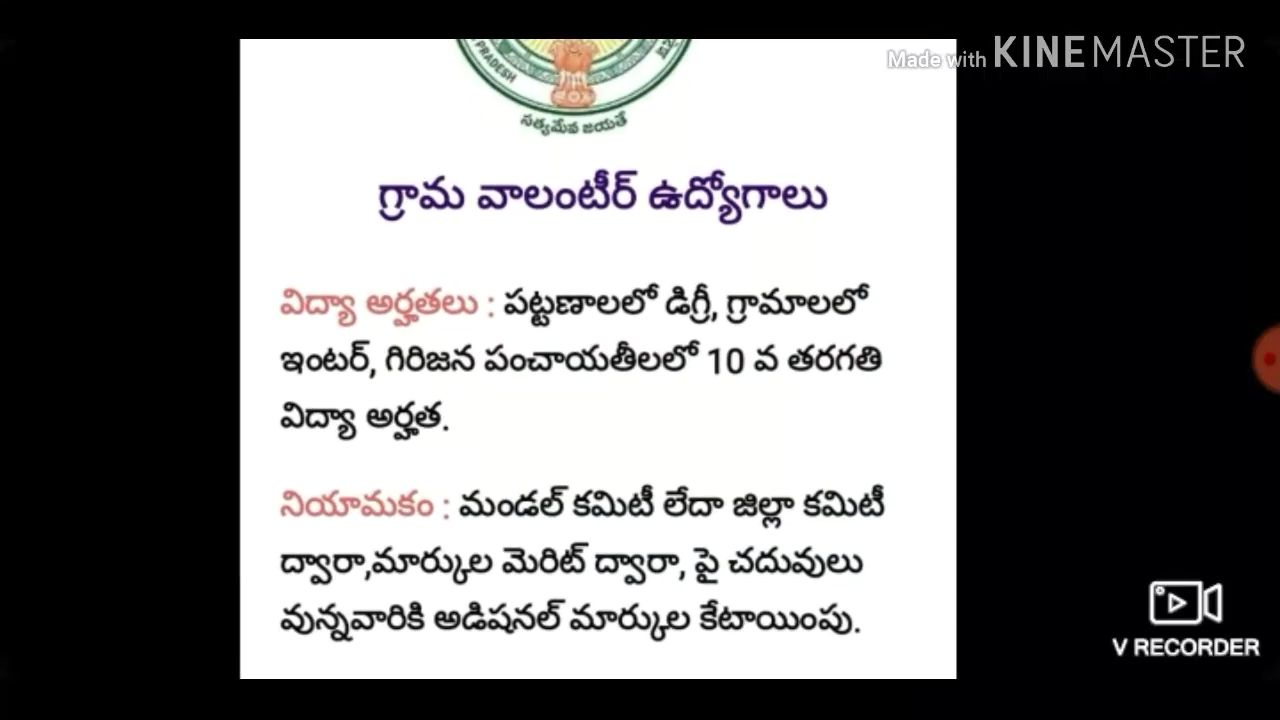 Made with KINEMASTER
PRADESH
సత్యమేవ జయతే
గ్రామ వాలంటీర్ ఉద్యోగాలు
విద్యా అర్హతలు : పట్టణాలలో డిగ్రీ, గ్రామాలలో
ఇంటర్, గిరిజన పంచాయతీలలో 10 వ తరగతి
విద్యా అర్హత.
నియామకం : మండల్ కమిటీ లేదా జిల్లా కమిటీ
ద్వారా,మార్కుల మెరిట్ ద్వారా, పై చదువులు
వున్నవారికి అడిషనల్ మార్కుల కేటాయింపు.
V RECORDER